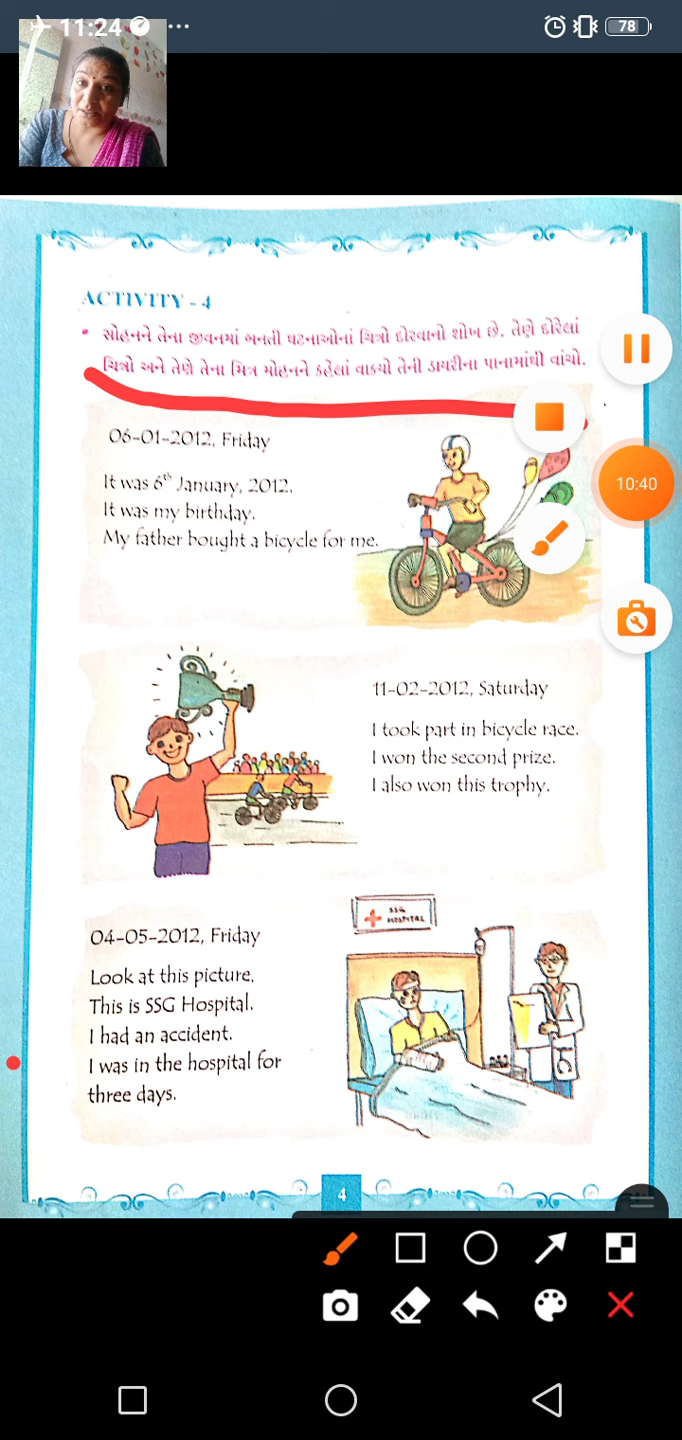 11:24
78
ACTIVITY - 4
સોહનને તેના જીવનમાં બનતી ઘટનાઓનાં ચિત્રો દોરવાનો શોખ છે. તેણે દોરેલાં
ચિત્રો અને તેણે તેના મિત્ર મોહનને કહેલાં વાક્યો તેની ડાયરીના પાનામાંથી વાંચો.
06-01-2012, Friday
It was 6th January, 2012.
It was my birthday.
My father bought a bicycle for me.
10:40
11-02-2012, Saturday
I took part in bicycle race.
I won the second prize.
I also won this trophy.
SSG
HOSPITAL
04-05-2012, Friday
Look at this picture.
This is SSG Hospital.
I had an accident.
I was in the hospital for
three days.
4